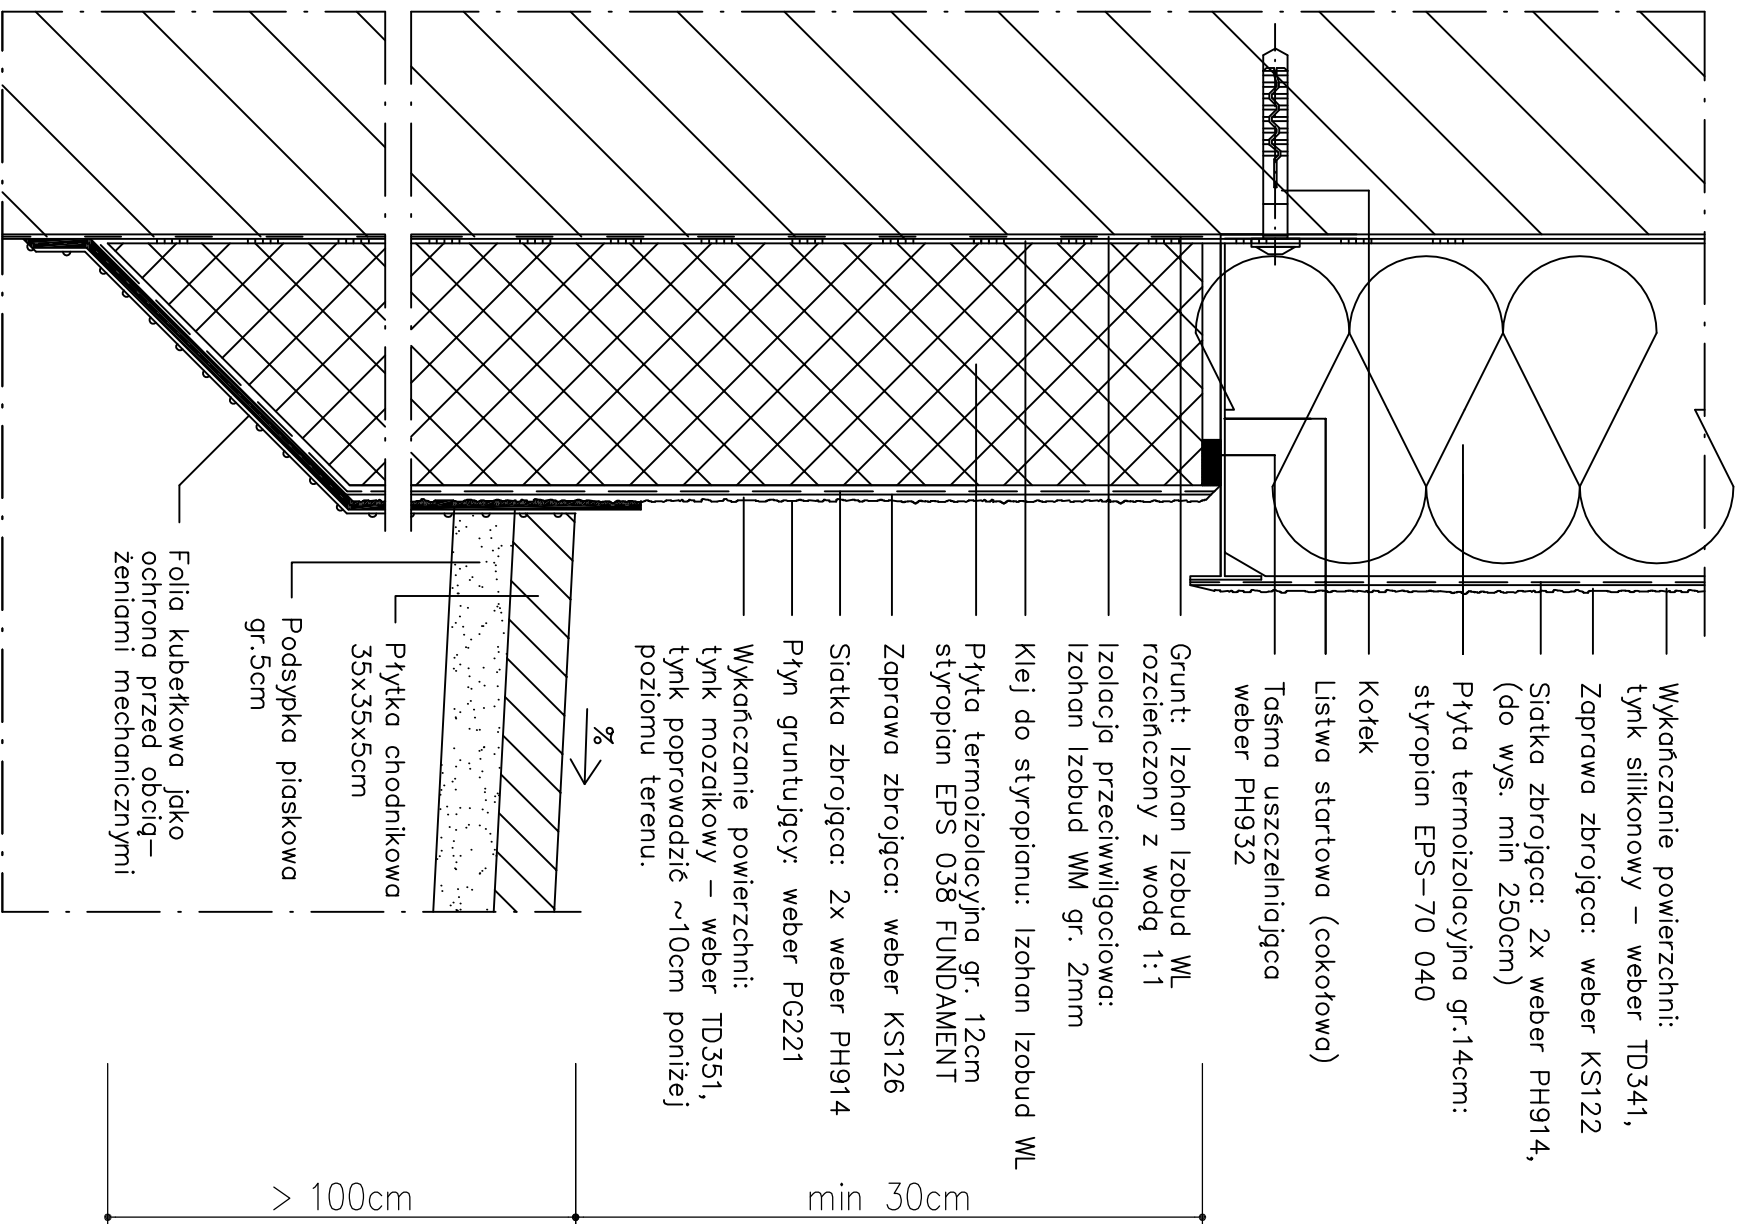 Wykańczanie powierzchni:
tynk silikonowy – weber TD341,
Zaprawa zbrojąca: weber KS122
Siatka zbrojąca: 2x weber PH914,
(do wys. min 250cm)
Płyta termoizolacyjna gr.14cm:
styropian EPS–70 040
Kołek
Listwa startowa (cokołowa)
Taśma uszczelniająca
weber PH932
Grunt: Izohan Izobud WL
rozcieńczony z wodą 1:1
Izolacja przeciwwilgociowa:
Izohan Izobud WM gr. 2mm
Klej do styropianu: Izohan Izobud WL
Płyta termoizolacyjna gr. 12cm
styropian EPS 038 FUNDAMENT
Zaprawa zbrojąca: weber KS126
Siatka zbrojąca: 2x weber PH914
Płyn gruntujący: weber PG221
Wykańczanie powierzchni:
tynk mozaikowy – weber TD351,
tynk poprowadzić ~10cm poniżej
poziomu terenu.
%
Płytka chodnikowa
35x35x5cm
Podsypka piaskowa
gr.5cm
Folia kubełkowa jako
ochrona przed obcią–
żeniami mechanicznymi
min 30cm
> 100cm